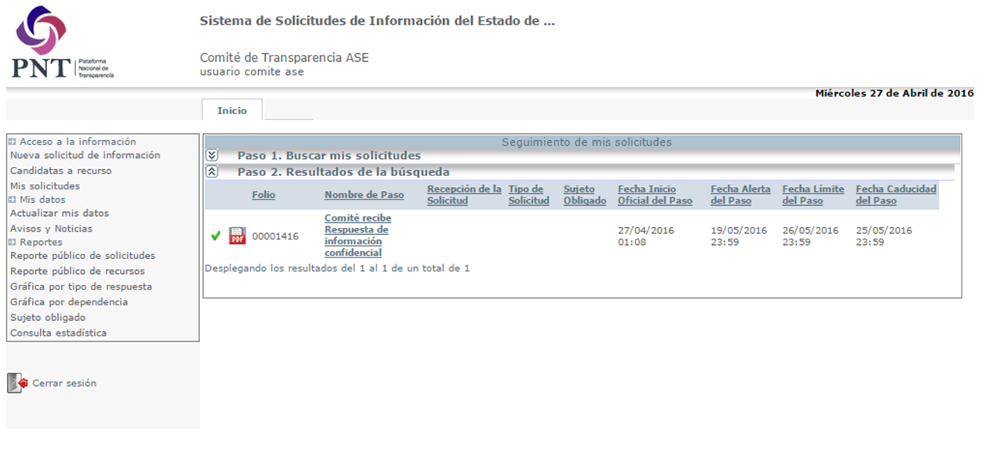 Sistema de Solicitudes de Información del Estado de ...
PNT
Plataforma
Nacional de
Transparencia
Comité de Transparencia ASE
usuario comite ase
Miércoles 27 de Abril de 2016
Inicio
Acceso a la información
Nueva solicitud de información
Candidatas a recurso
Mis solicitudes
Mis datos
Actualizar mis datos
Avisos y Noticias
Reportes
Reporte público de solicitudes
Reporte público de recursos
Gráfica por tipo de respuesta
Gráfica por dependencia
Sujeto obligado
Consulta estadística
Cerrar sesión
Seguimiento de mis solicitudes
Paso 1. Buscar mis solicitudes
Paso 2. Resultados de la búsqueda
Folio
Nombre de Paso
Recepción de la
Solicitud
Tipo de
Solicitud
Sujeto
Obligado
Fecha Inicio
Oficial del Paso
Fecha Alerta
del Paso
Fecha Límite
del Paso
Fecha Caducidad
del Paso
PDF
00001416
Comité recibe
Respuesta de
información
confidencial
27/04/2016
01:08
19/05/2016
23:59
26/05/2016
23:59
25/05/2016
23:59
Desplegando los resultados del 1 al 1 de un total de 1